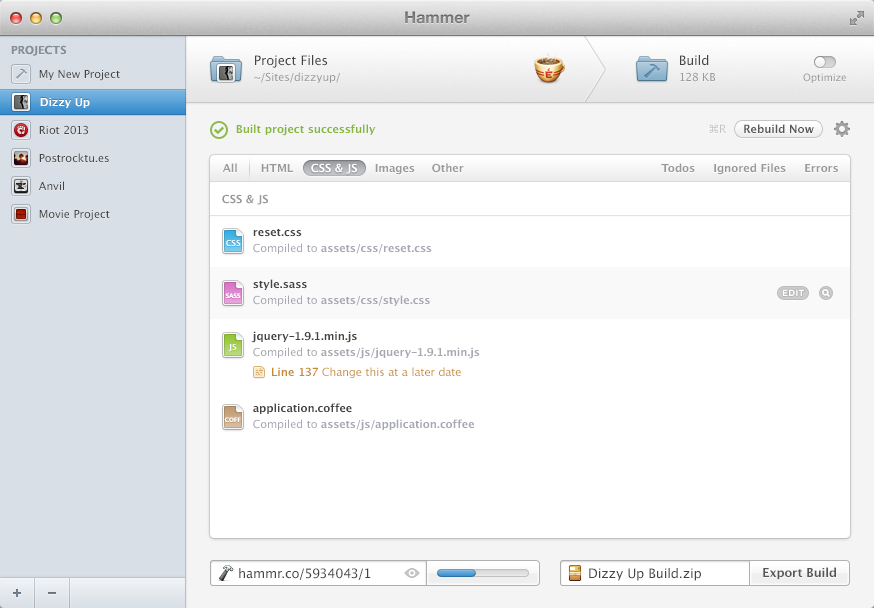 Hammer
PROJECTS
My New Project
Dizzy Up
Riot 2013
Postrocktu.es
Anvil
Movie Project
Project Files
~/Sites/dizzyup/
Build
128 KB
Optimize
Built project successfully
⌘R
Rebuild Now
All HTML CSS & JS Images Other Todos Ignored Files Errors
CSS & JS
CSS
reset.css
Compiled to assets/css/reset.css
SASS
style.sass
Compiled to assets/css/style.css
EDIT
JS
jquery-1.9.1.min.js
Compiled to assets/js/jquery-1.9.1.min.js
Line 137 Change this at a later date
COFF
application.coffee
Compiled to assets/js/application.coffee
hammr.co/5934043/1
Dizzy Up Build.zip
Export Build